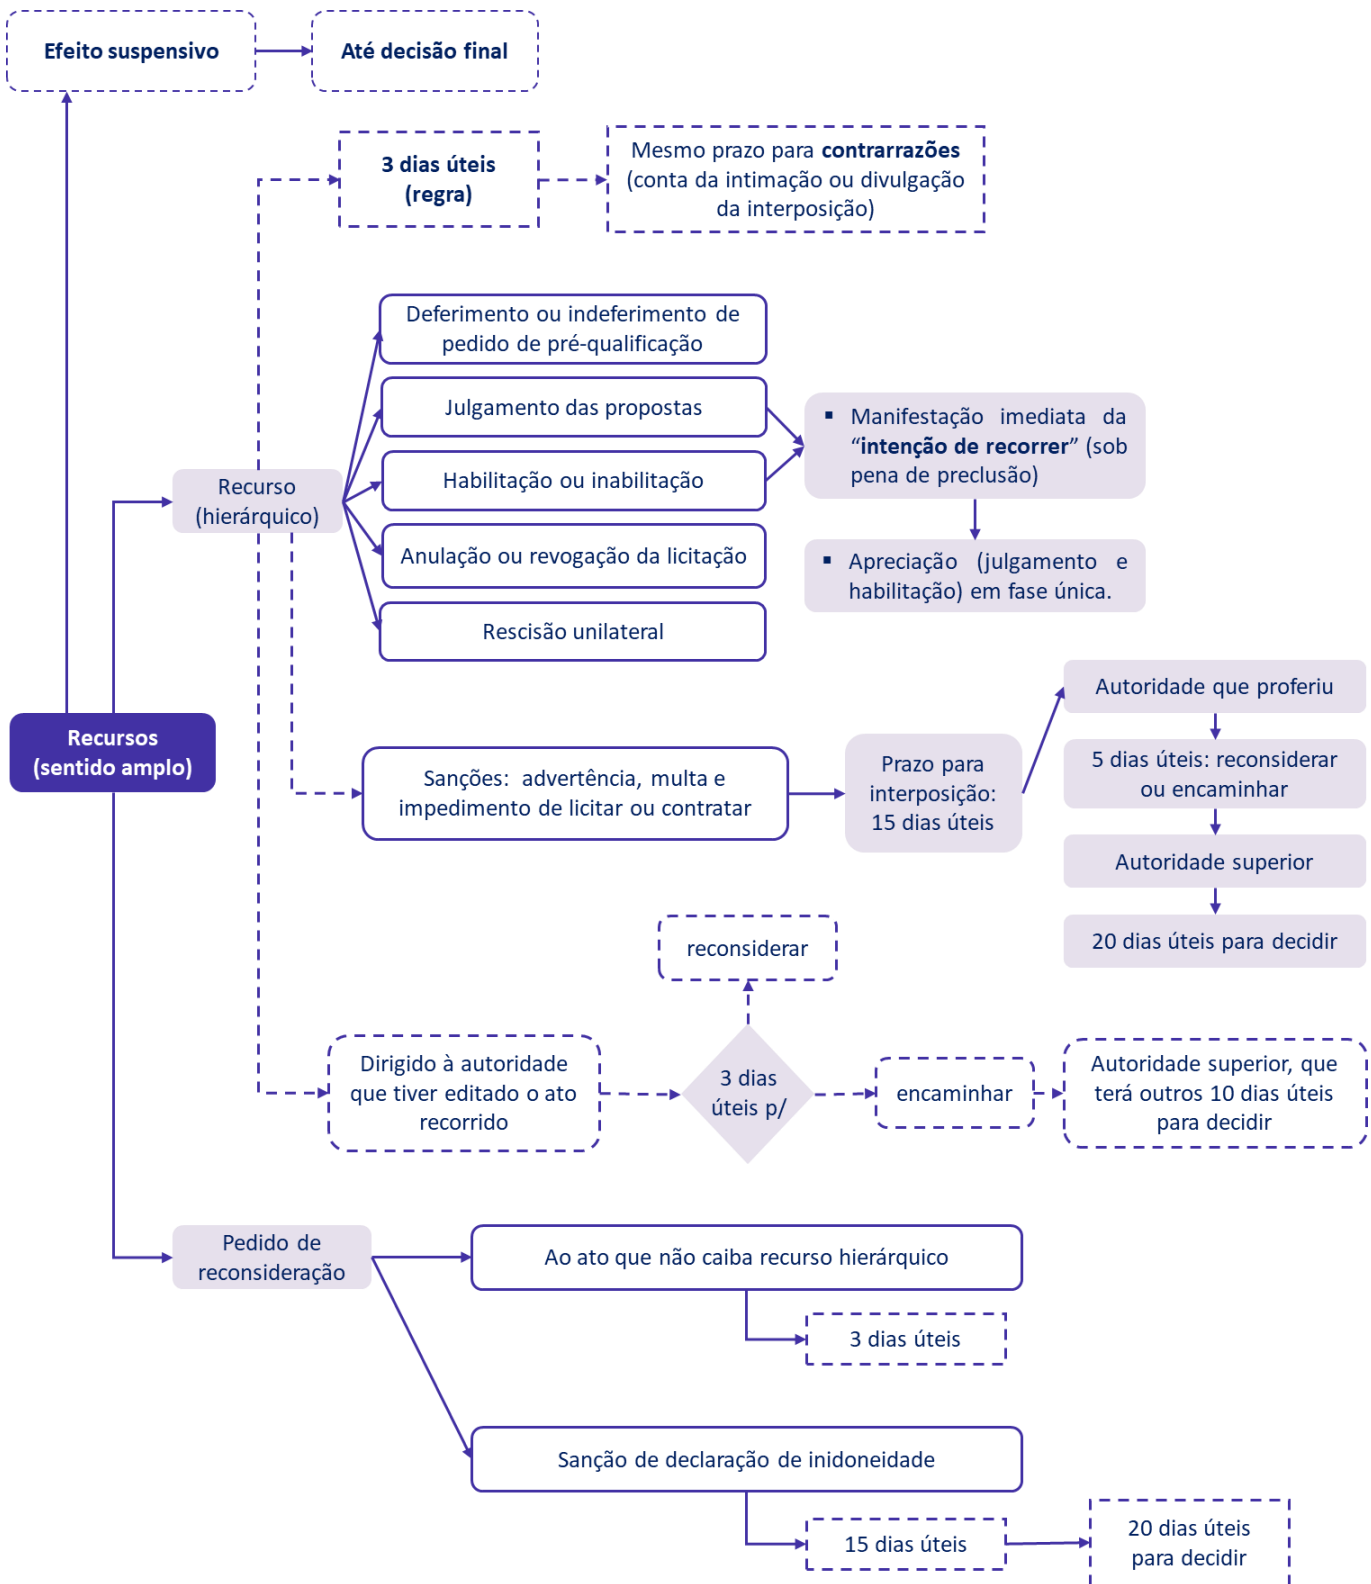 Efeito suspensivo
Até decisão final
3 dias úteis
(regra)
Mesmo prazo para contrarrazões
(conta da intimação ou divulgação
da interposição)
Deferimento ou indeferimento de
pedido de pré-qualificação
Julgamento das propostas
Habilitação ou inabilitação
Anulação ou revogação da licitação
Rescisão unilateral
▪ Manifestação imediata da
“intenção de recorrer” (sob
pena de preclusão)
▪ Apreciação (julgamento e
habilitação) em fase única.
Recurso
(hierárquico)
Recursos
(sentido amplo)
Sanções: advertência, multa e
impedimento de licitar ou contratar
Prazo para
interposição:
15 dias úteis
Autoridade que proferiu
5 dias úteis: reconsiderar
ou encaminhar
Autoridade superior
20 dias úteis para decidir
reconsiderar
Dirigido à autoridade
que tiver editado o ato
recorrido
3 dias
úteis p/
encaminhar
Autoridade superior, que
terá outros 10 dias úteis
para decidir
Pedido de
reconsideração
Ao ato que não caiba recurso hierárquico
3 dias úteis
Sanção de declaração de inidoneidade
15 dias úteis
20 dias úteis
para decidir